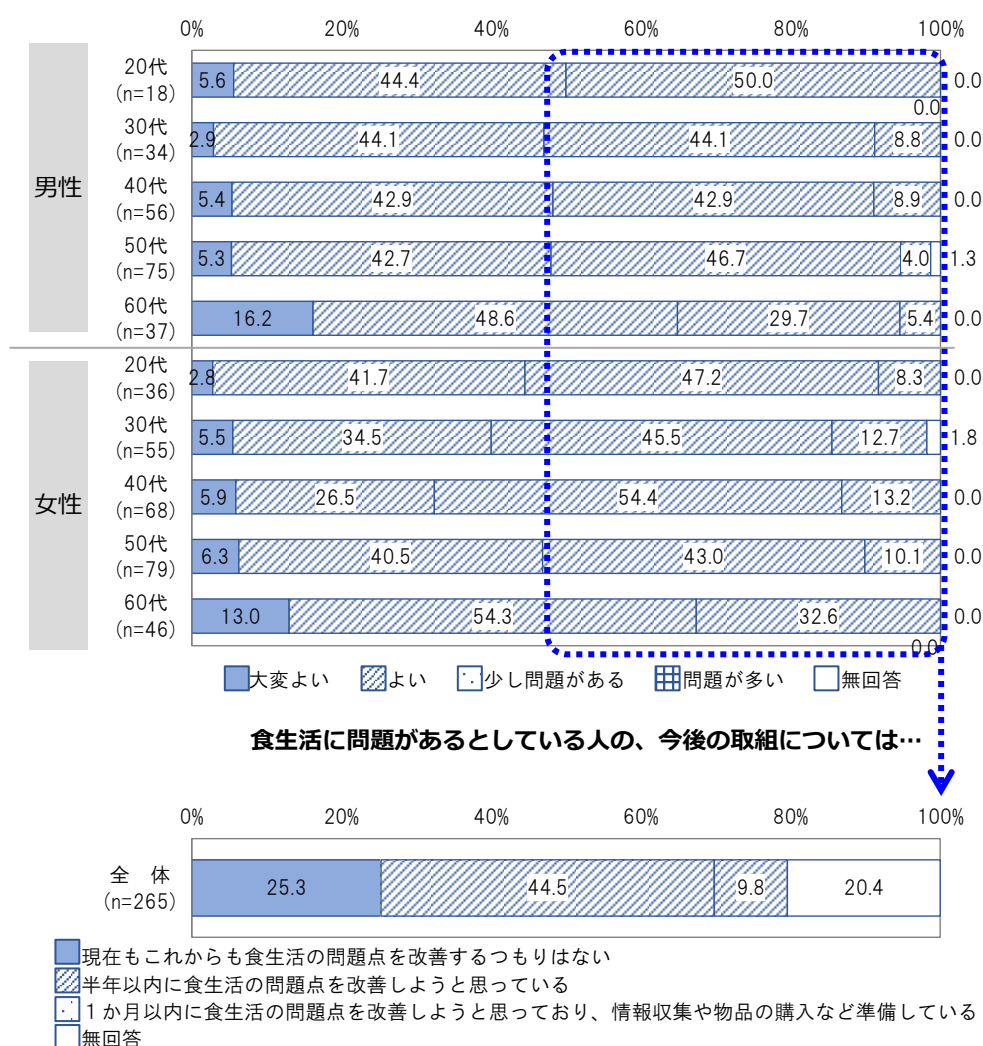 0% 20% 40% 60% 80% 100%
男性
20代
(n=18)
5.6 44.4 50.0 0.0
0.0
30代
(n=34)
2.9 44.1 44.1 8.8 0.0
40代
(n=56)
5.4 42.9 42.9 8.9 0.0
50代
(n=75)
5.3 42.7 46.7 4.0 1.3
60代
(n=37)
16.2 48.6 29.7 5.4 0.0
女性
20代
(n=36)
2.8 41.7 47.2 8.3 0.0
30代
(n=55)
5.5 34.5 45.5 12.7 1.8
40代
(n=68)
5.9 26.5 54.4 13.2 0.0
50代
(n=79)
6.3 40.5 43.0 10.1 0.0
60代
(n=46)
13.0 54.3 32.6 0.0
0.0
大変よい よい 少し問題がある 問題が多い 無回答
食生活に問題があるとしている人の、今後の取組については…
0% 20% 40% 60% 80% 100%
全 体
(n=265)
25.3 44.5 9.8 20.4
現在もこれからも食生活の問題点を改善するつもりはない
半年以内に食生活の問題点を改善しようと思っている
1か月以内に食生活の問題点を改善しようと思っており、情報収集や物品の購入など準備している
無回答